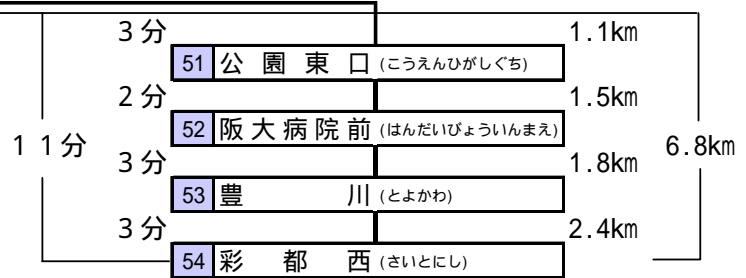 3分 1.1km
51 公園東口 (こうえんひがしぐち)
2分 1.5km
52 阪大病院前 (はんだいびょういんまえ)
11分 6.8km
3分 1.8km
53 豊川 (とよかわ)
3分 2.4km
54 彩都西 (さいとにし)